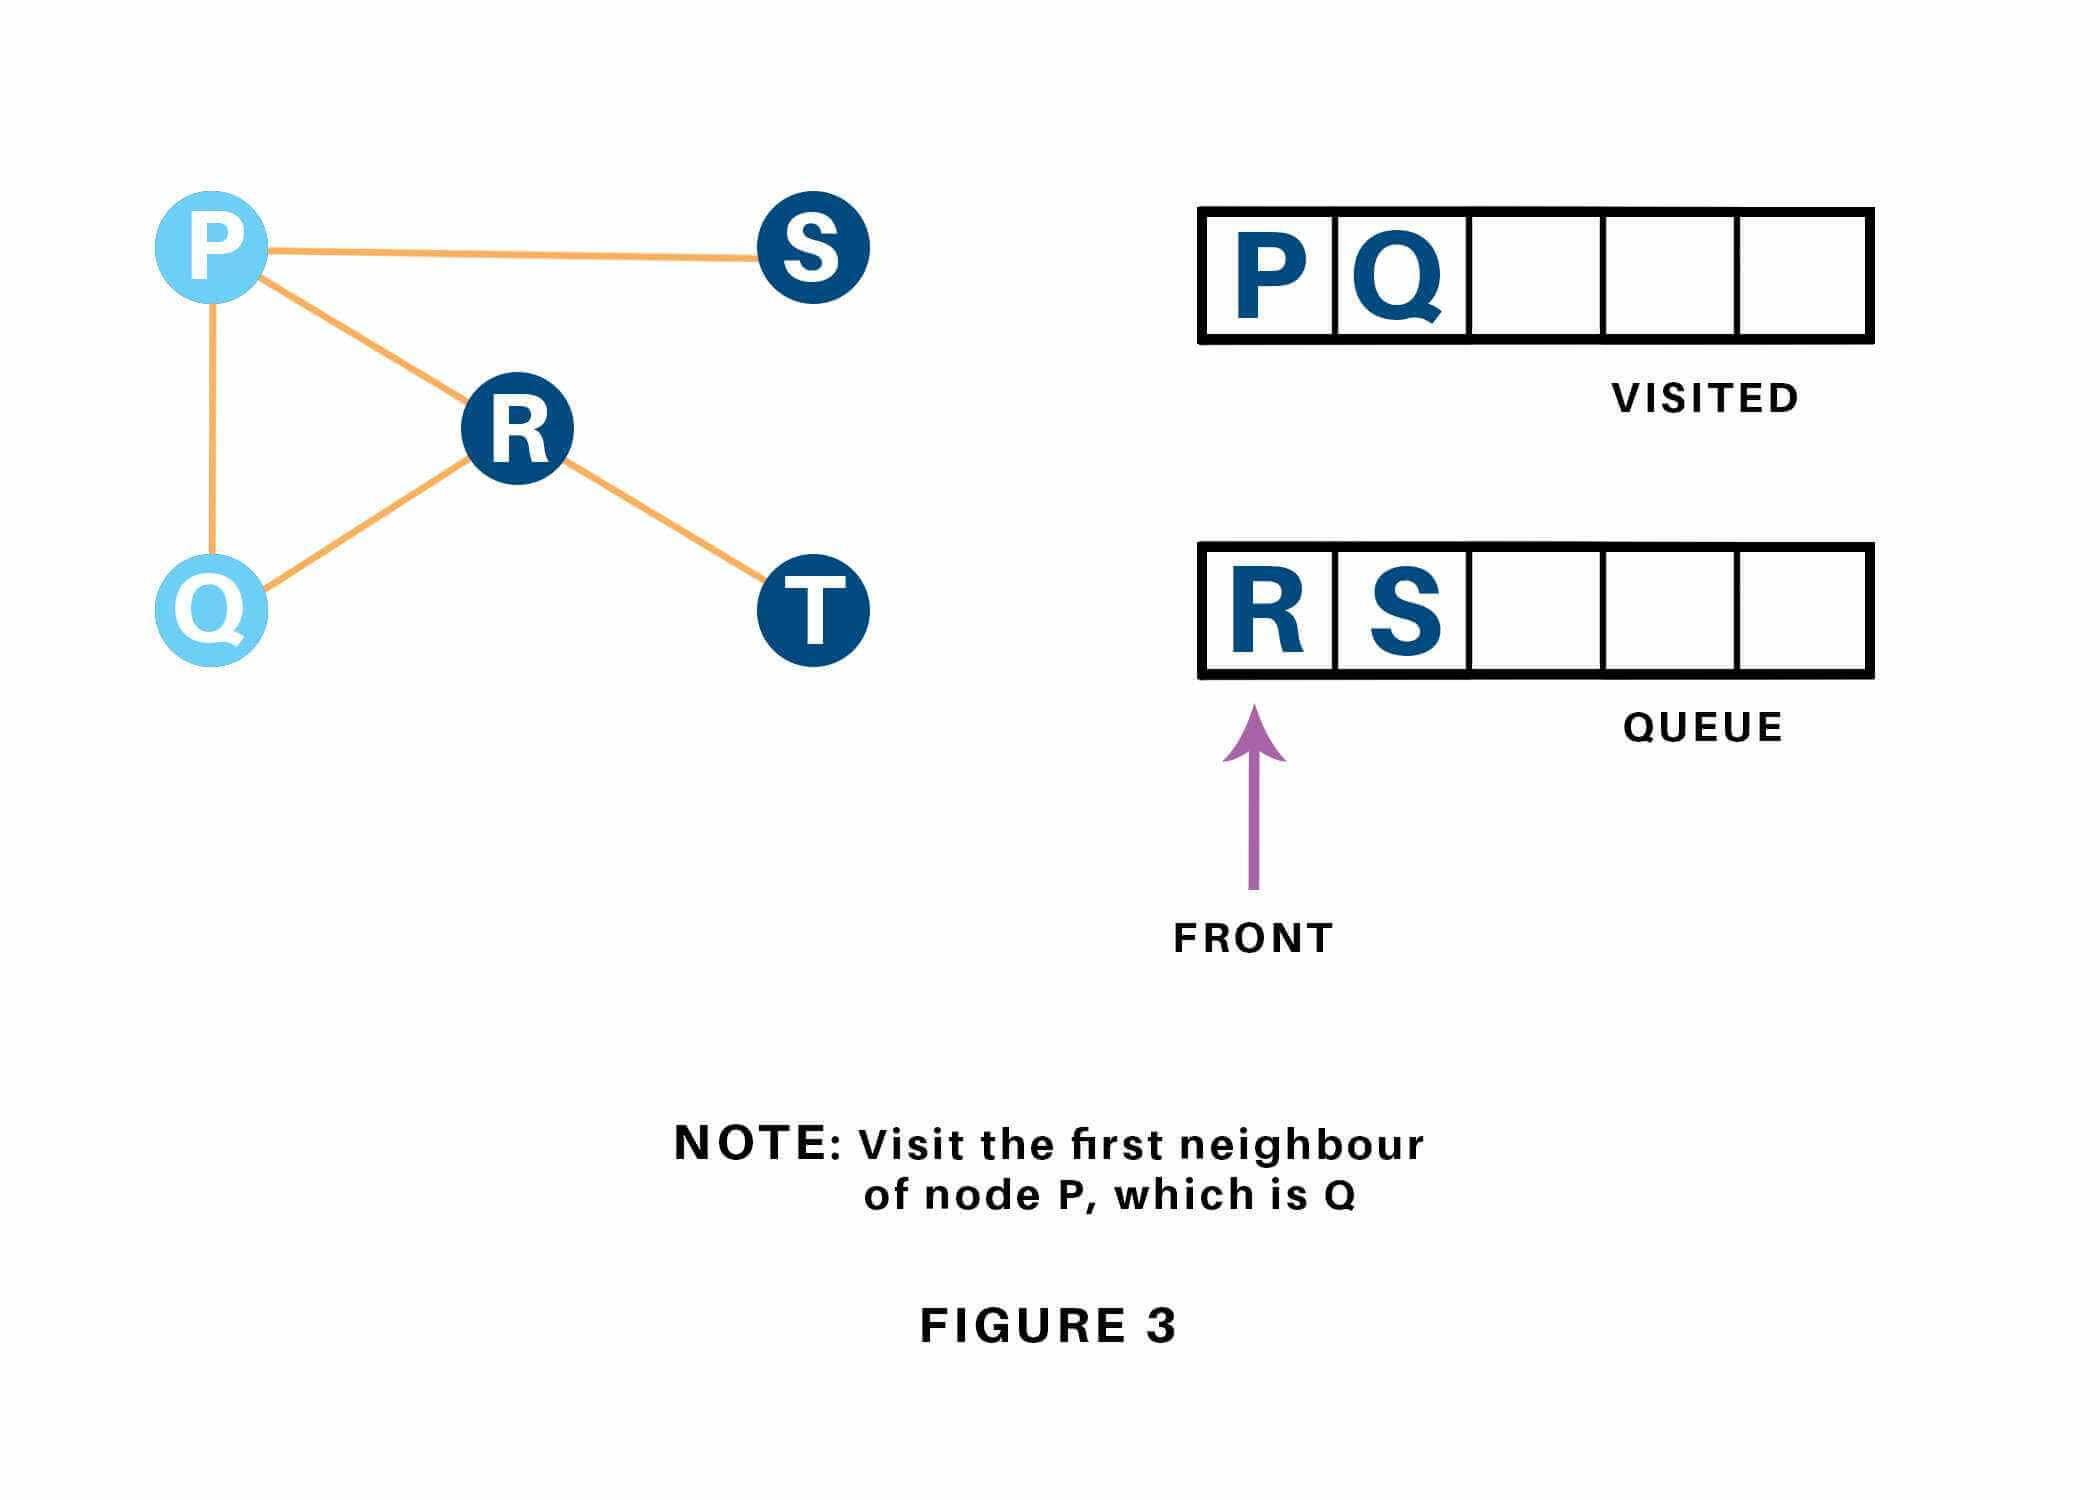 P
S
R
Q
T
P Q
VISITED
R S
QUEUE
FRONT
NOTE: Visit the first neighbour
of node P, which is Q
FIGURE 3